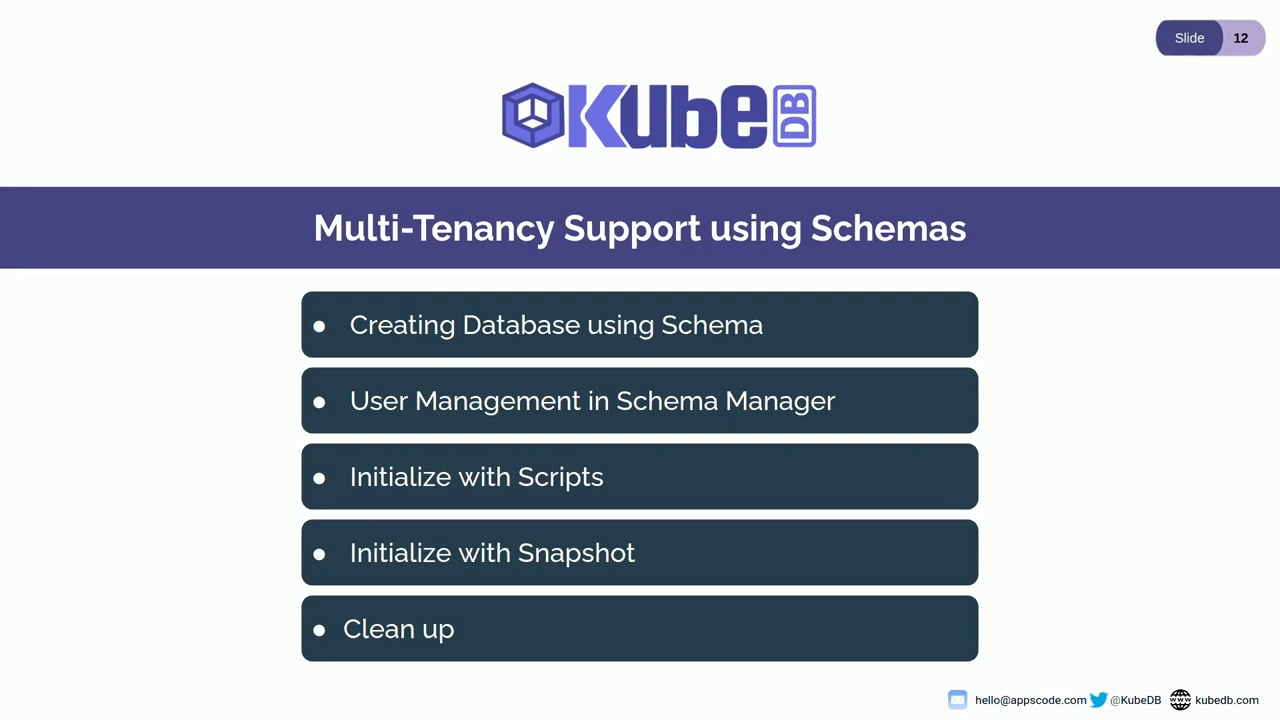 Slide 12
KubeDB
Multi-Tenancy Support using Schemas
● Creating Database using Schema
● User Management in Schema Manager
● Initialize with Scripts
● Initialize with Snapshot
● Clean up
hello@appscode.com @KubeDB kubedb.com